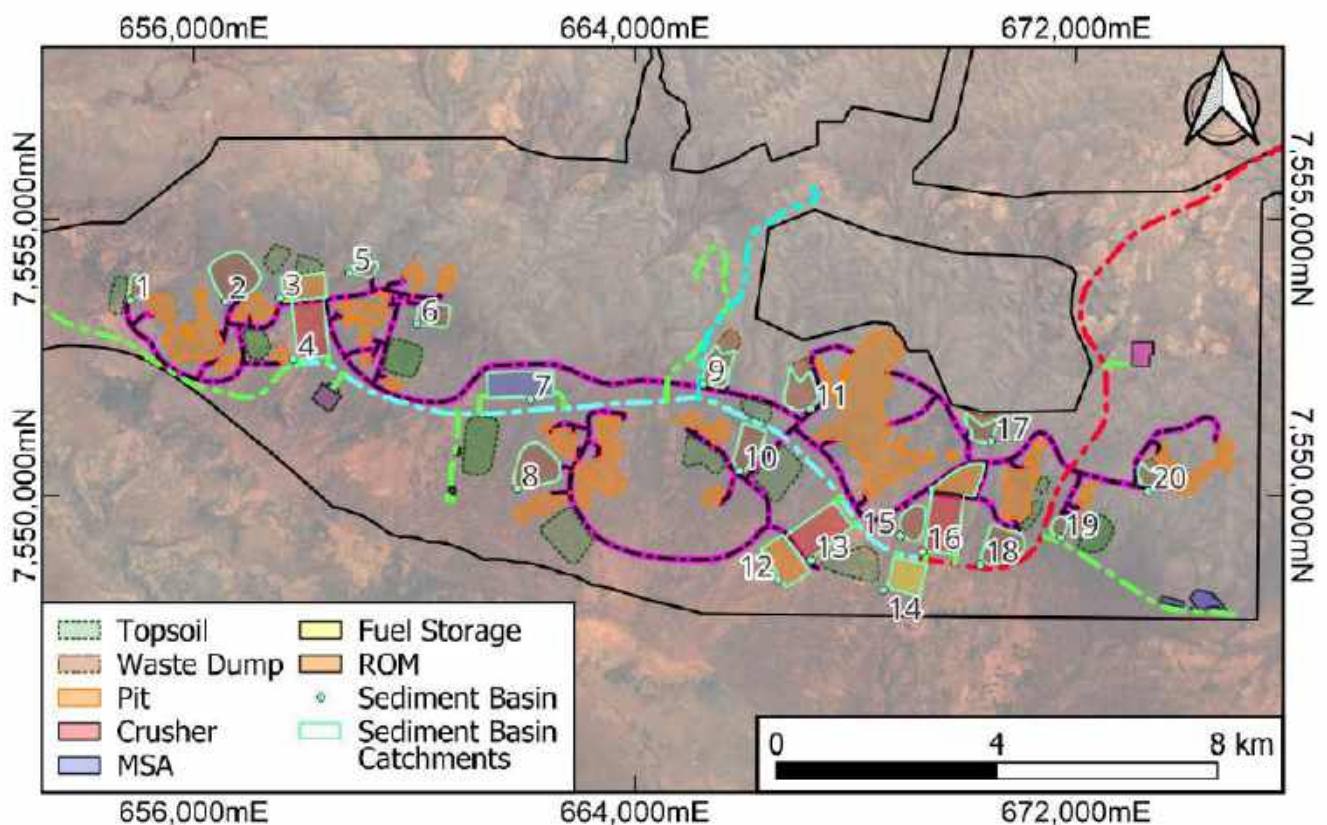 656,000mE 664,000mE 672,000mE
7,555,000mN
7,555,000mN
1
2
3
4
5
6
7
8
9
10
11
12
13
14
15
16
17
18
19
20
7,550,000mN
7,550,000mN
Topsoil
Waste Dump
Pit
Crusher
MSA
Fuel Storage
ROM
Sediment Basin
Sediment Basin
Catchments
0 4 8 km
656,000mE 664,000mE 672,000mE